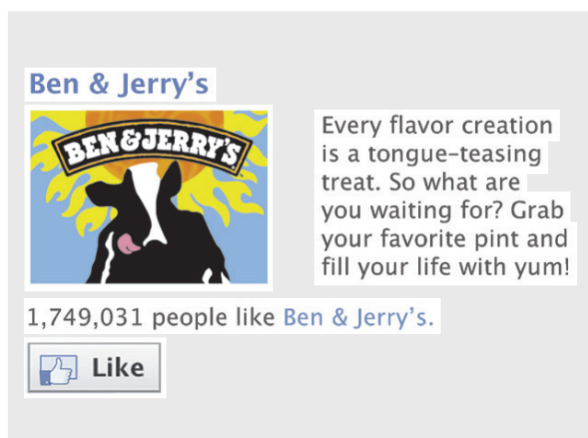 Ben & Jerry's
BEN&JERRY'S
Every flavor creation
is a tongue-teasing
treat. So what are
you waiting for? Grab
your favorite pint and
fill your life with yum!
1,749,031 people like Ben & Jerry's.
Like